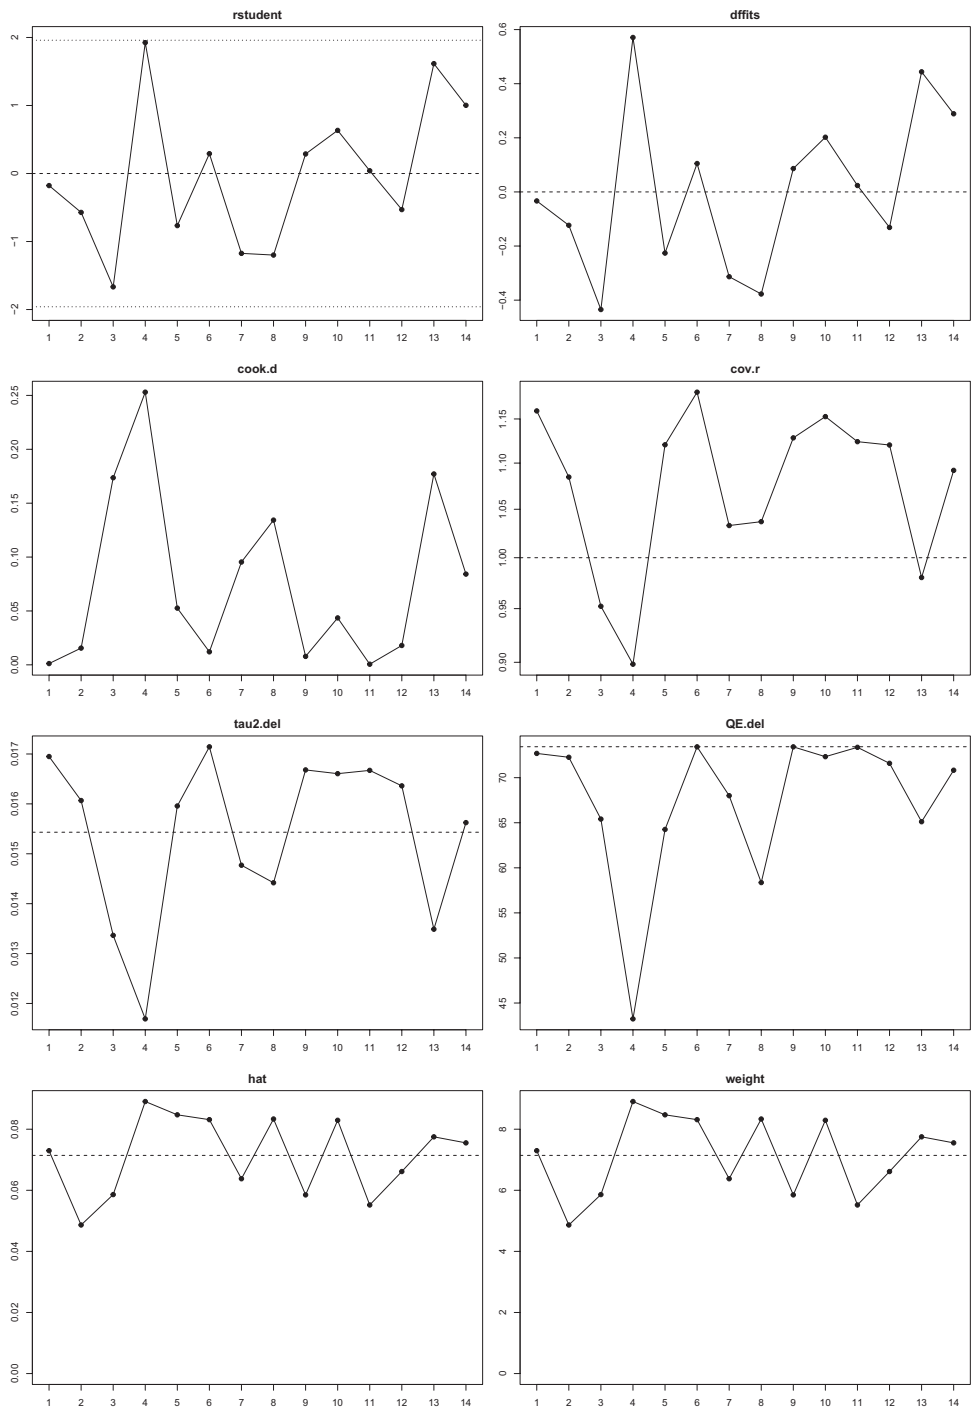 rstudent
2
1
0
−1
−2
1 2 3 4 5 6 7 8 9 10 11 12 13 14
dffits
0.6
0.4
0.2
0.0
−0.2
−0.4
1 2 3 4 5 6 7 8 9 10 11 12 13 14
cook.d
0.25
0.20
0.15
0.10
0.05
0.00
1 2 3 4 5 6 7 8 9 10 11 12 13 14
cov.r
1.15
1.10
1.05
1.00
0.95
0.90
1 2 3 4 5 6 7 8 9 10 11 12 13 14
tau2.del
0.017
0.016
0.015
0.014
0.013
0.012
1 2 3 4 5 6 7 8 9 10 11 12 13 14
QE.del
70
65
60
55
50
45
1 2 3 4 5 6 7 8 9 10 11 12 13 14
hat
0.08
0.06
0.04
0.02
0.00
1 2 3 4 5 6 7 8 9 10 11 12 13 14
weight
8
6
4
2
0
1 2 3 4 5 6 7 8 9 10 11 12 13 14